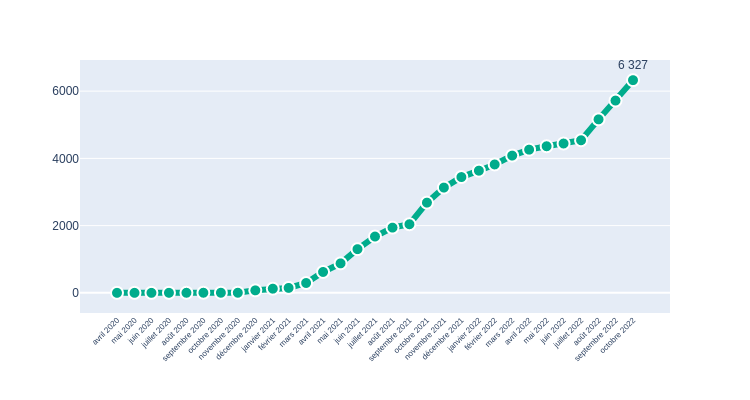 6 327
6000
4000
2000
0
avril 2020
mai 2020
juin 2020
juillet 2020
août 2020
septembre 2020
octobre 2020
novembre 2020
décembre 2020
janvier 2021
février 2021
mars 2021
avril 2021
mai 2021
juin 2021
juillet 2021
août 2021
septembre 2021
octobre 2021
novembre 2021
décembre 2021
janvier 2022
février 2022
mars 2022
avril 2022
mai 2022
juin 2022
juillet 2022
août 2022
septembre 2022
octobre 2022